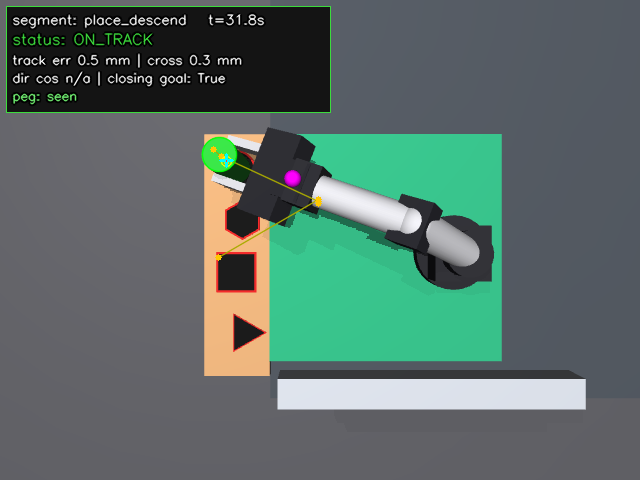 segment: place_descend t=31.8s
status: ON_TRACK
track err 0.5 mm | cross 0.3 mm
dir cos n/a | closing goal: True
peg: seen